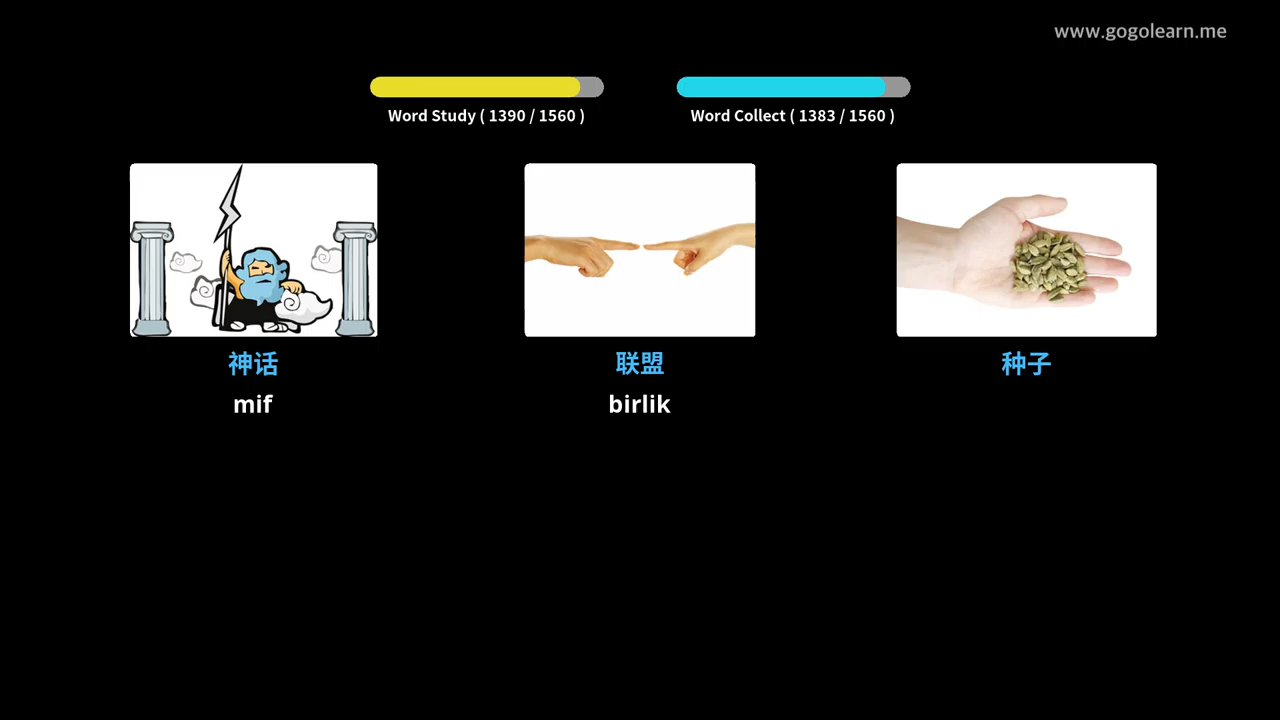 www.gogolearn.me
Word Study ( 1390 / 1560 )
Word Collect ( 1383 / 1560 )
神话
联盟
种子
mif
birlik